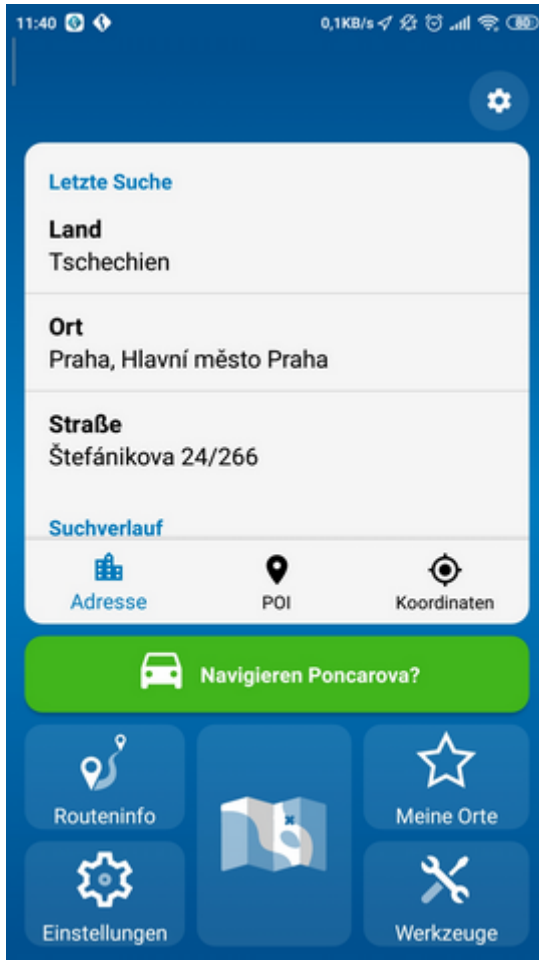 11:40 0,1KB/s 80
Letzte Suche
Land
Tschechien
Ort
Praha, Hlavní město Praha
Straße
Štefánikova 24/266
Suchverlauf
Adresse POI Koordinaten
Navigieren Poncarova?
Routeninfo Meine Orte
Einstellungen Werkzeuge